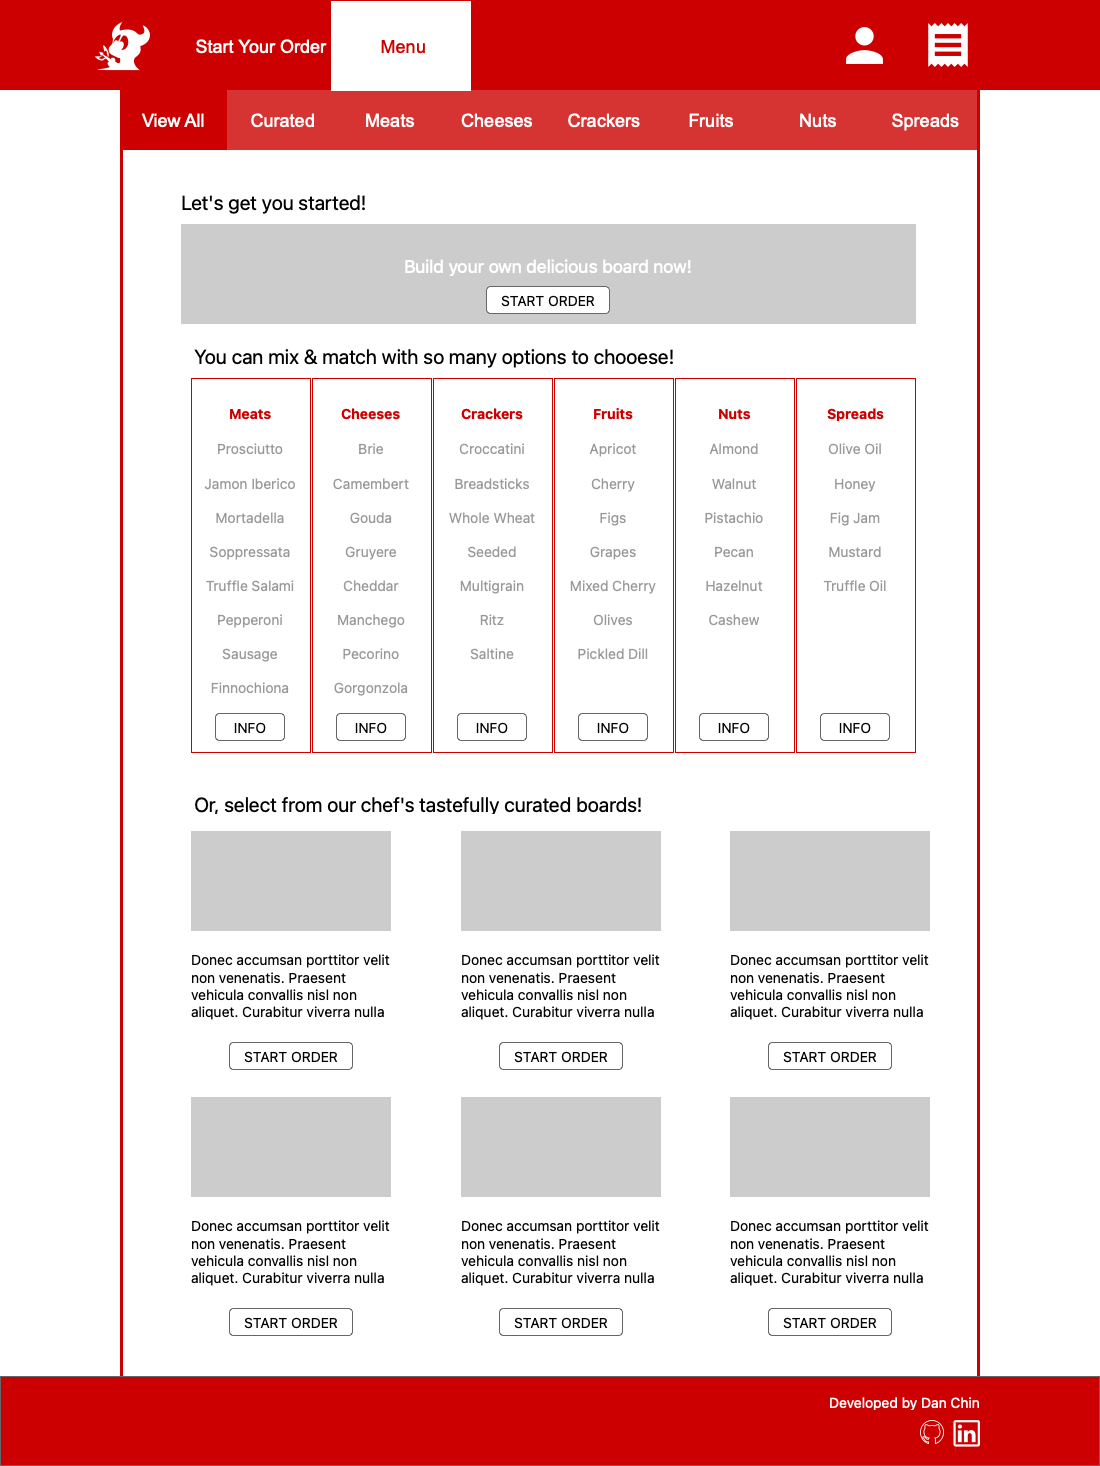 Start Your Order
Menu
View All
Curated
Meats
Cheeses
Crackers
Fruits
Nuts
Spreads
Let's get you started!
Build your own delicious board now!
START ORDER
You can mix & match with so many options to chooese!
Meats
Prosciutto
Jamon Iberico
Mortadella
Soppressata
Truffle Salami
Pepperoni
Sausage
Finnochiona
INFO
Cheeses
Brie
Camembert
Gouda
Gruyere
Cheddar
Manchego
Pecorino
Gorgonzola
INFO
Crackers
Croccatini
Breadsticks
Whole Wheat
Seeded
Multigrain
Ritz
Saltine
INFO
Fruits
Apricot
Cherry
Figs
Grapes
Mixed Cherry
Olives
Pickled Dill
INFO
Nuts
Almond
Walnut
Pistachio
Pecan
Hazelnut
Cashew
INFO
Spreads
Olive Oil
Honey
Fig Jam
Mustard
Truffle Oil
INFO
Or, select from our chef's tastefully curated boards!
Donec accumsan porttitor velit
non venenatis. Praesent
vehicula convallis nisl non
aliquet. Curabitur viverra nulla
START ORDER
Donec accumsan porttitor velit
non venenatis. Praesent
vehicula convallis nisl non
aliquet. Curabitur viverra nulla
START ORDER
Donec accumsan porttitor velit
non venenatis. Praesent
vehicula convallis nisl non
aliquet. Curabitur viverra nulla
START ORDER
Donec accumsan porttitor velit
non venenatis. Praesent
vehicula convallis nisl non
aliquet. Curabitur viverra nulla
START ORDER
Donec accumsan porttitor velit
non venenatis. Praesent
vehicula convallis nisl non
aliquet. Curabitur viverra nulla
START ORDER
Donec accumsan porttitor velit
non venenatis. Praesent
vehicula convallis nisl non
aliquet. Curabitur viverra nulla
START ORDER
Developed by Dan Chin
in